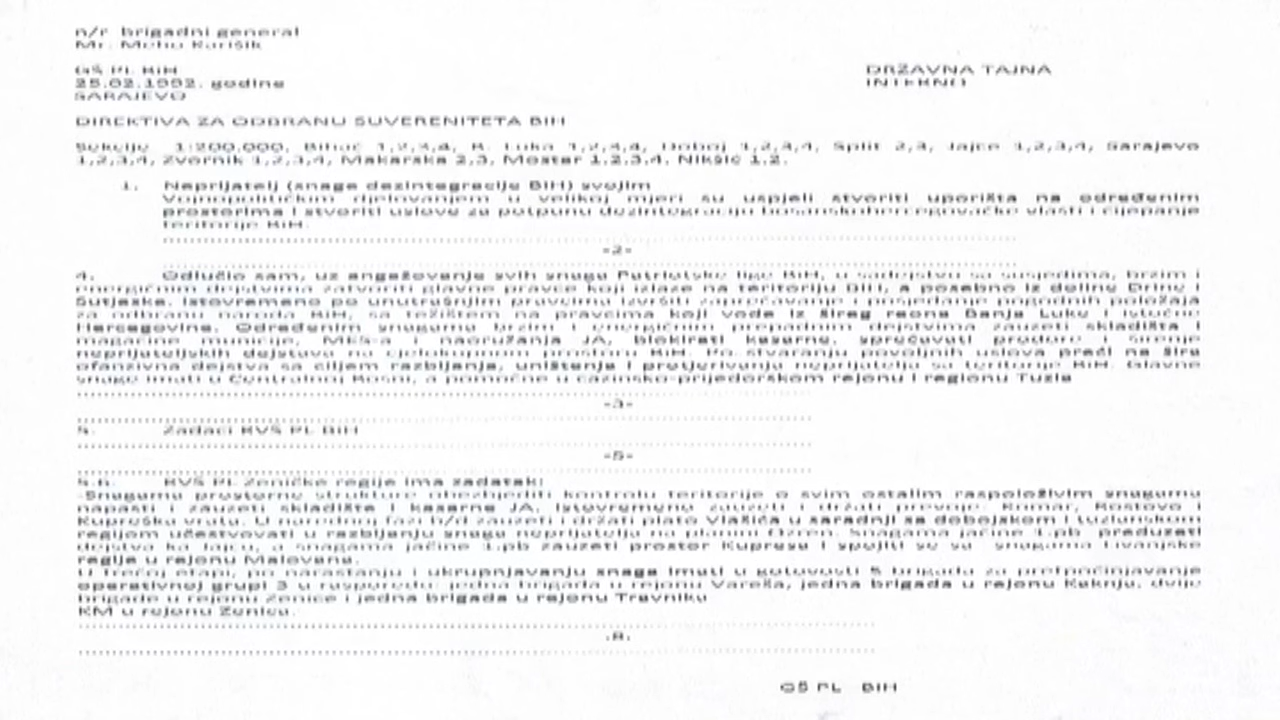 n/r brigadni general
Mr. Meho Karišik
GŠ PL BiH
25.02.1992. godine
SARAJEVO
DRŽAVNA TAJNA
INTERNO
DIREKTIVA ZA ODBRANU SUVERENITETA BIH
Sekcije 1:200.000, Bihać 1,2,3,4, B. Luka 1,2,3,4, Doboj 1,2,3,4, Split 2,3, Jajce 1,2,3,4, Sarajevo
1,2,3,4, Zvornik 1,2,3,4, Makarska 2,3, Mostar 1,2,3,4, Nikšić 1,2.
1. Neprijatelj (snage dezintegracije BiH) svojim
Vojnopolitičkim djelovanjem u velikoj mjeri su uspjeli stvoriti uporišta na određenim
prostorima i stvoriti uslove za potpunu dezintegraciju bosanskohercegovačke vlasti i cijepanje
teritorije BiH.
-2-
4. Odlučio sam, uz angažovanje svih snaga Patriotske lige BiH, u sadejstvu sa susjedima, brzim i
energičnim dejstvima zatvoriti glavne pravce koji izlaze na teritoriju BiH, a posebno iz doline Drine i
Sutjeske. Istovremeno po unutrašnjim pravcima izvršiti zaprečavanje i posjedanje pogodnih položaja
za odbranu naroda BiH, sa težištem na pravcima koji vode iz šireg reona Banja Luke i istočne
Hercegovine. Određenim snagama brzim i energičnim prepadnim dejstvima zauzeti skladišta i
magacine municije, MES-a i naoružanja JA, blokirati kasarne, sprečavati prodore i širenje
neprijateljskih dejstava na cjelokupnom prostoru BiH. Po stvaranju povoljnih uslova preći na šira
ofanzivna dejstva sa ciljem razbijanja, uništenja i protjerivanja neprijatelja sa teritorije BiH. Glavne
snage imati u Centralnoj Bosni, a pomoćne u cazinsko-prijedorskom rejonu i regionu Tuzla
-3-
5. Zadaci RVŠ PL BiH
-5-
RVŠ PL Zeničke regije ima zadatak:
-Snagama prostorne strukture obezbjediti kontrolu teritorije o svim ostalim raspoloživim snagama
napasti i zauzeti skladišta i kasarne JA. Istovremeno zauzeti i držati prevoje: Komar, Rostovo i
Kupreška vrata. U narednoj fazi b/d zauzeti i držati plato Vlašića u saradnji sa dobojskom i tuzlanskom
regijom učestvovati u razbijanju snaga neprijatelja na planini Ozren. Snagama jačine 1.pb preduzeti
dejstva ka Jajcu, a snagama jačine 1.pb zauzeti prostor Kupresa i spojiti se sa snagama Livanjske
regije u rejonu Malovana.
U trećoj etapi, po narastanju i ukrupnjavanju snaga imati u gotovosti 5 brigada za pretpočinjavanje
operativnoj grupi 3 u rasporedu: jedna brigada u rejonu Vareša, jedna brigada u rejonu Kaknju, dvije
brigade u rejonu Zenice i jedna brigada u rejonu Travniku
KM u rejonu Zenica.
-8-
GŠ PL BIH